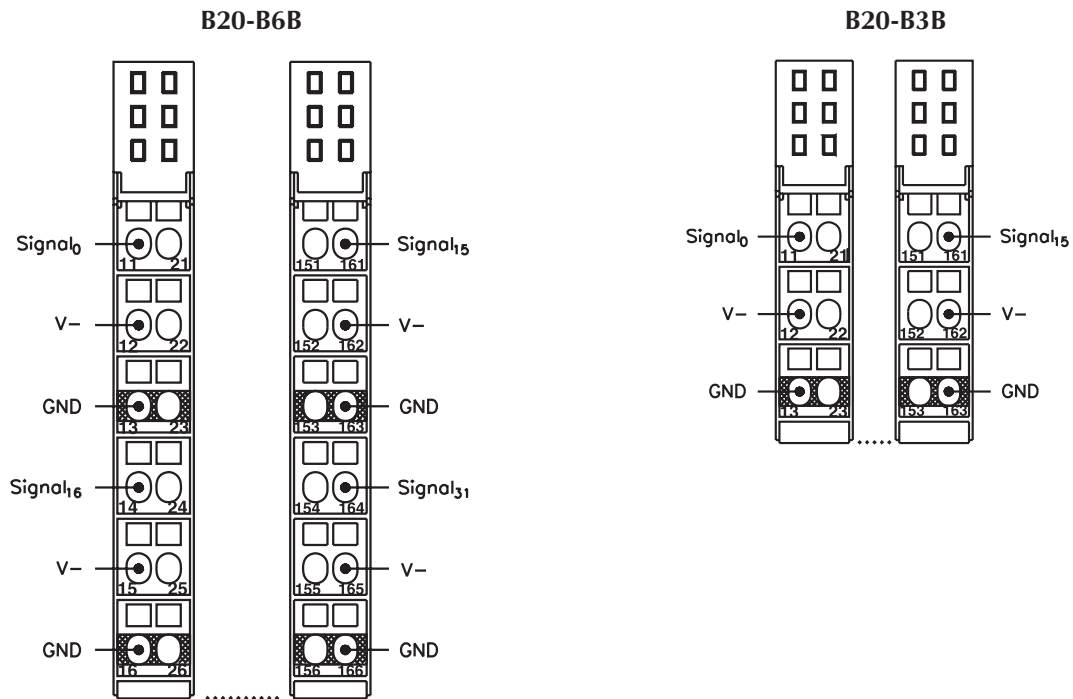 B20-B6B
Signal₀ 11 21 151 161 Signal₁₅
V– 12 22 152 162 V–
GND 13 23 153 163 GND
Signal₁₆ 14 24 154 164 Signal₃₁
V– 15 25 155 165 V–
GND 16 26 156 166 GND
B20-B3B
Signal₀ 11 21 151 161 Signal₁₅
V– 12 22 152 162 V–
GND 13 23 153 163 GND